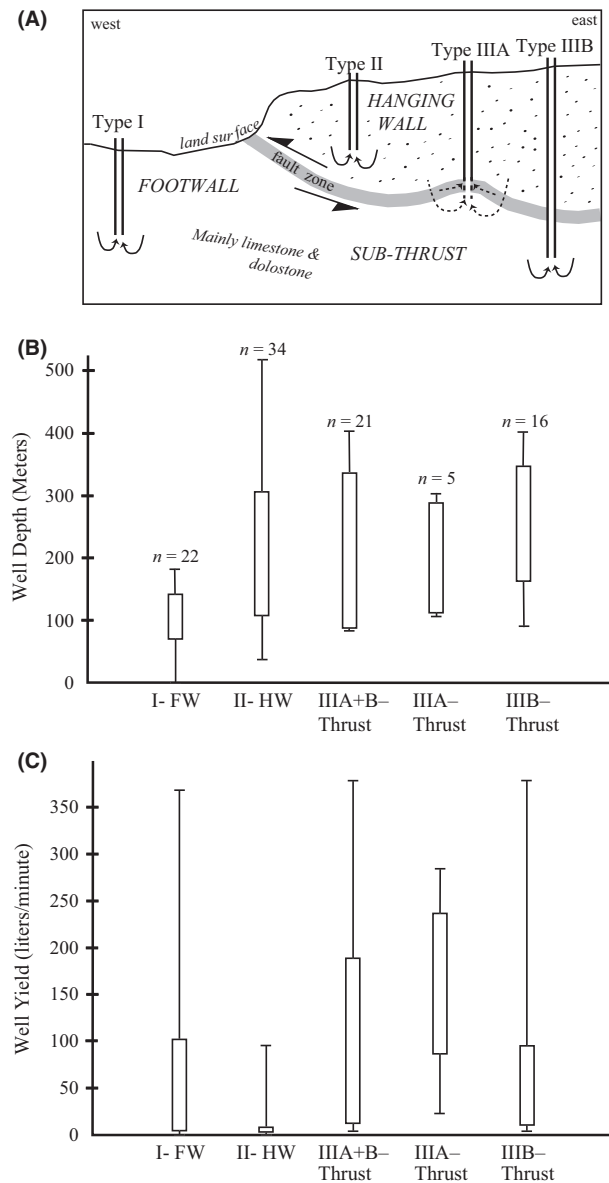 (A)
west
east
Type IIIA Type IIIB
Type II
HANGING
WALL
Type I
land surface
fault zone
FOOTWALL
Mainly limestone &
dolostone
SUB-THRUST
(B)
n = 34
500
n = 21
n = 16
400
n = 5
300
n = 22
200
100
0
Well Depth (Meters)
I- FW
II- HW
IIIA+B–
Thrust
IIIA–
Thrust
IIIB–
Thrust
(C)
350
300
250
200
150
100
50
0
Well Yield (liters/minute)
I- FW
II- HW
IIIA+B–
Thrust
IIIA–
Thrust
IIIB–
Thrust